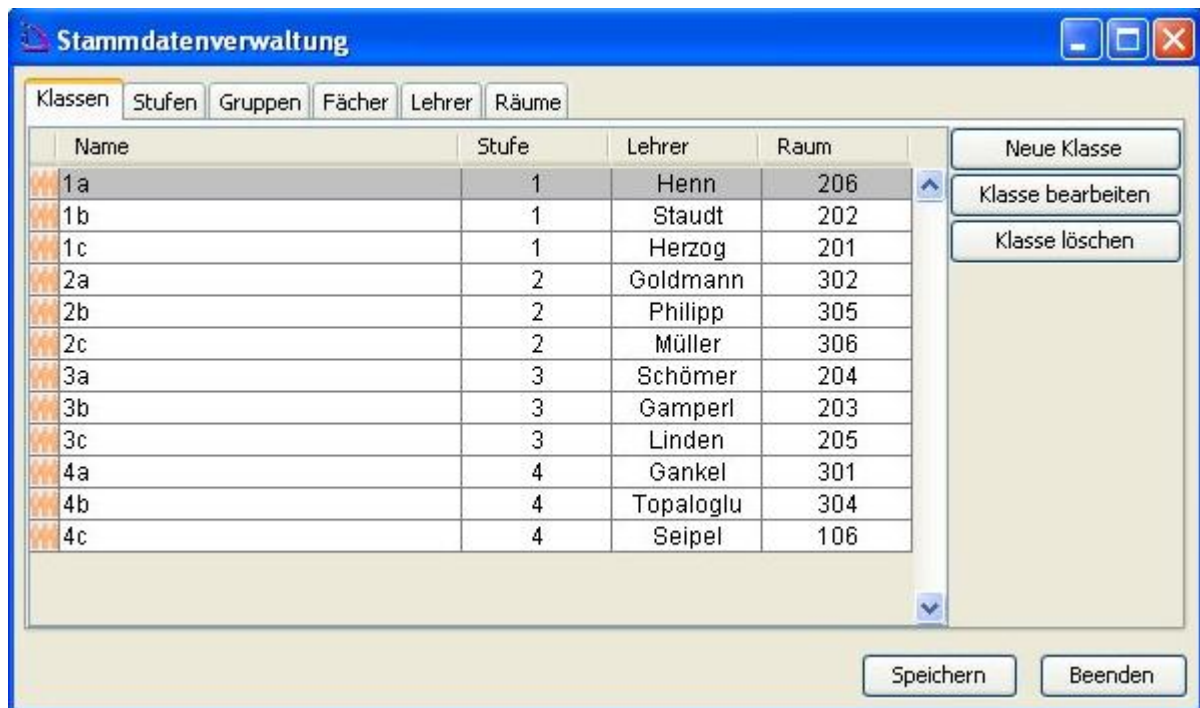 Stammdatenverwaltung
Klassen Stufen Gruppen Fächer Lehrer Räume
Name Stufe Lehrer Raum
1a 1 Henn 206
1b 1 Staudt 202
1c 1 Herzog 201
2a 2 Goldmann 302
2b 2 Philipp 305
2c 2 Müller 306
3a 3 Schömer 204
3b 3 Gamperl 203
3c 3 Linden 205
4a 4 Gankel 301
4b 4 Topaloglu 304
4c 4 Seipel 106
Neue Klasse
Klasse bearbeiten
Klasse löschen
Speichern Beenden